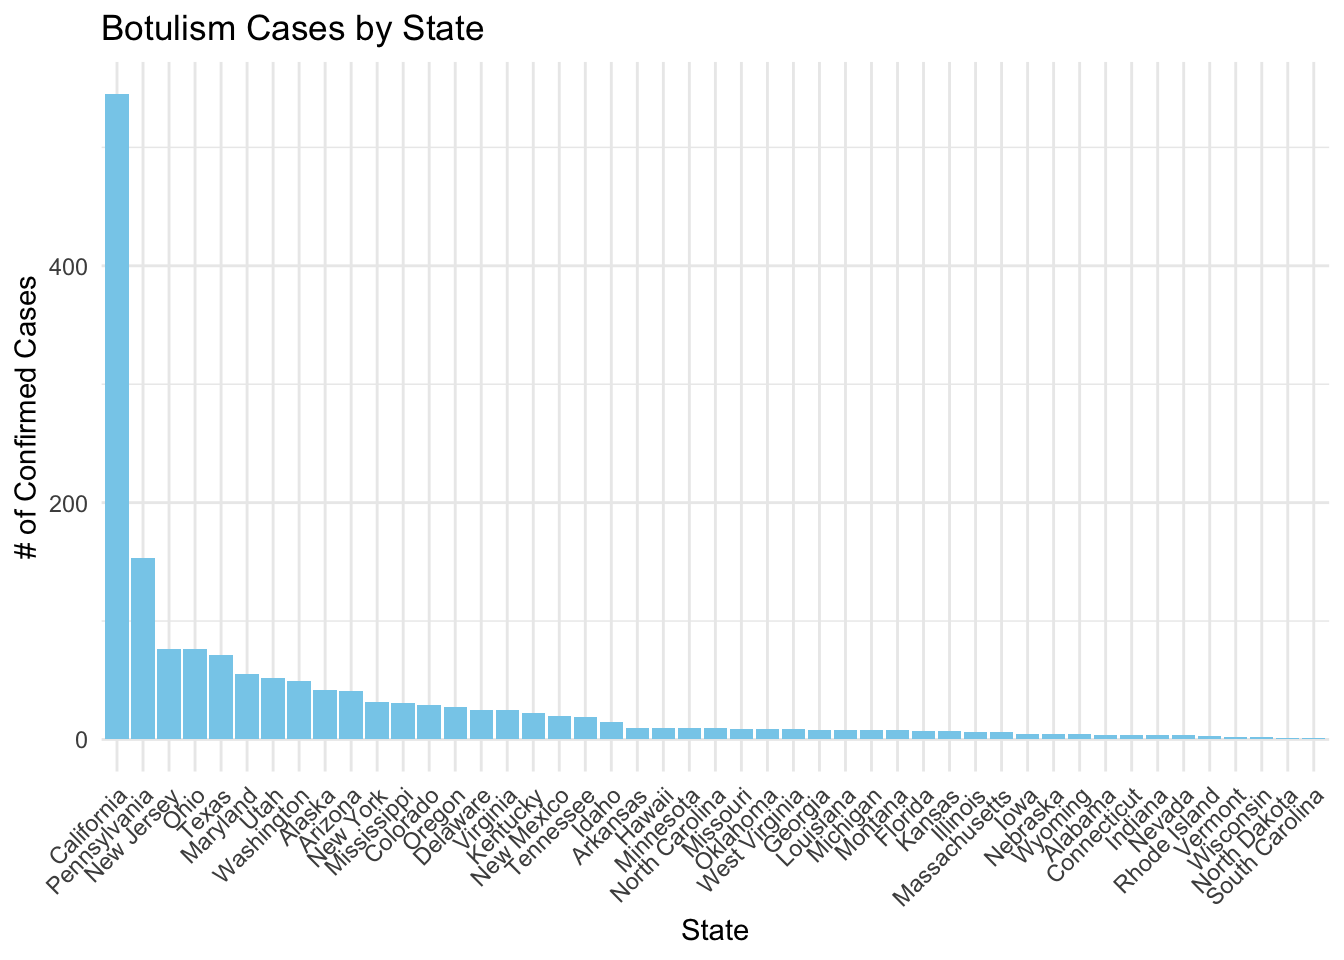 Botulism Cases by State
# of Confirmed Cases
400
200
0
California
Pennsylvania
New Jersey
Ohio
Texas
Maryland
Utah
Washington
Alaska
Arizona
New York
Mississippi
Colorado
Oregon
Delaware
Virginia
Kentucky
New Mexico
Tennessee
Idaho
Arkansas
Hawaii
Minnesota
North Carolina
Missouri
Oklahoma
West Virginia
Georgia
Louisiana
Michigan
Montana
Florida
Kansas
Illinois
Massachusetts
Iowa
Nebraska
Wyoming
Alabama
Connecticut
Indiana
Nevada
Rhode Island
Vermont
Wisconsin
North Dakota
South Carolina
State